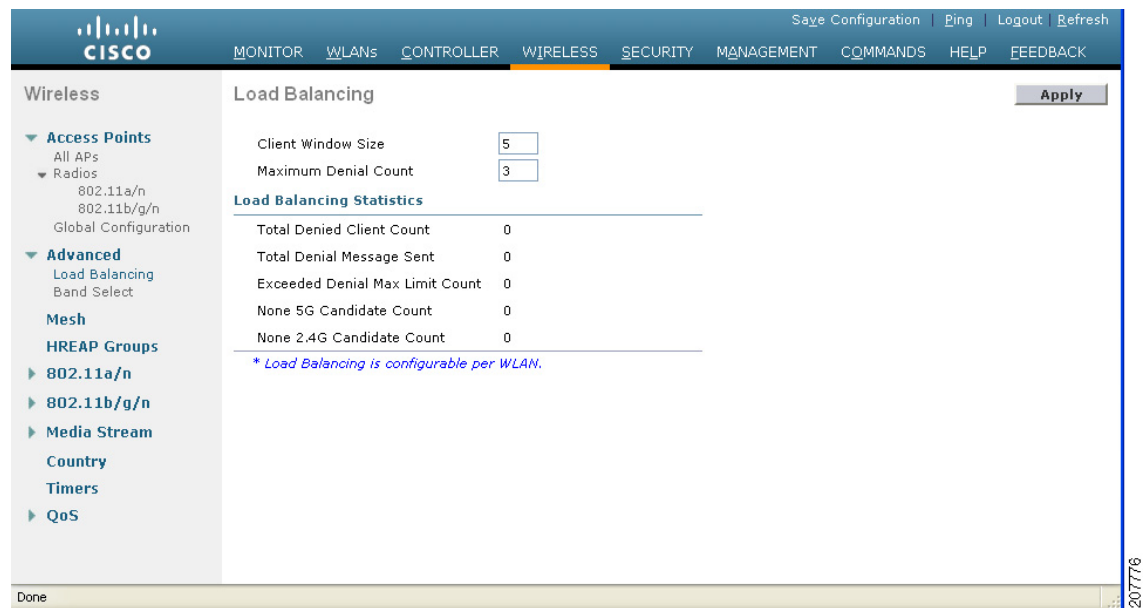 Save Configuration | Ping | Logout | Refresh
CISCO
MONITOR WLANs CONTROLLER WIRELESS SECURITY MANAGEMENT COMMANDS HELP FEEDBACK
Wireless
Access Points
All APs
Radios
802.11a/n
802.11b/g/n
Global Configuration
Advanced
Load Balancing
Band Select
Mesh
HREAP Groups
802.11a/n
802.11b/g/n
Media Stream
Country
Timers
QoS
Load Balancing
Apply
Client Window Size 5
Maximum Denial Count 3
Load Balancing Statistics
Total Denied Client Count 0
Total Denial Message Sent 0
Exceeded Denial Max Limit Count 0
None 5G Candidate Count 0
None 2.4G Candidate Count 0
* Load Balancing is configurable per WLAN.
Done
207776